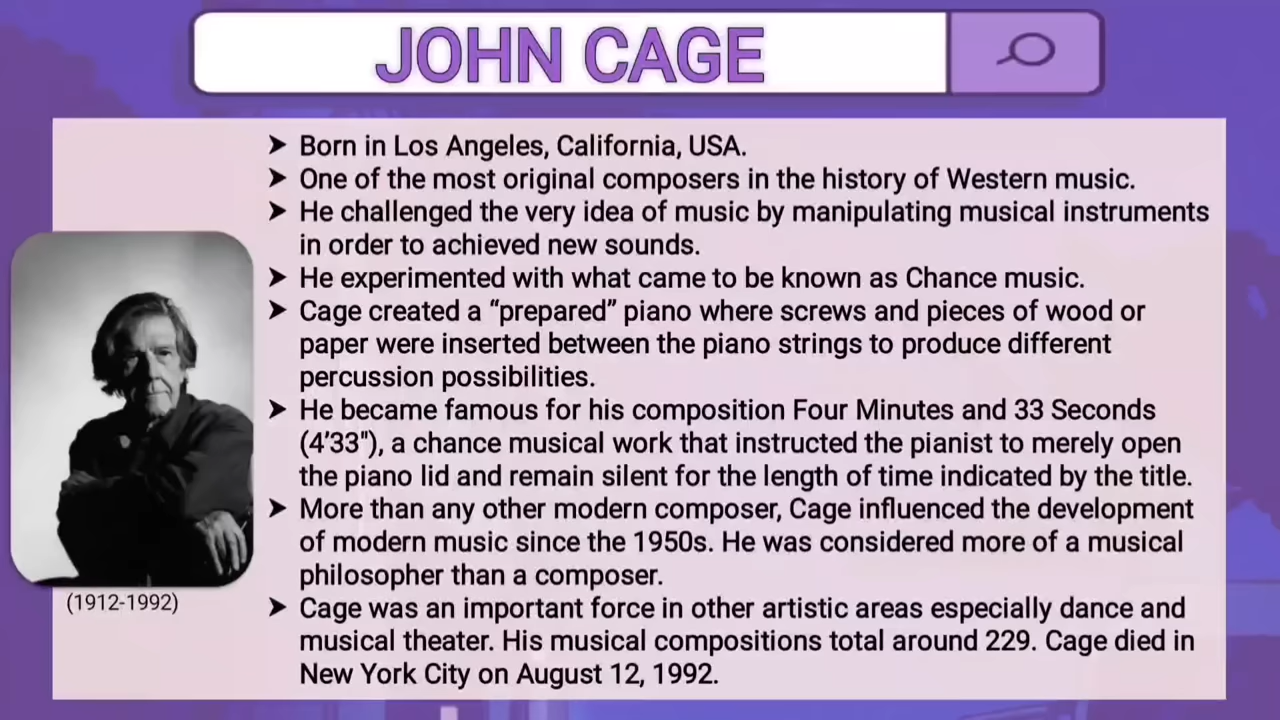 JOHN CAGE
➤ Born in Los Angeles, California, USA.
➤ One of the most original composers in the history of Western music.
➤ He challenged the very idea of music by manipulating musical instruments
in order to achieved new sounds.
➤ He experimented with what came to be known as Chance music.
➤ Cage created a “prepared” piano where screws and pieces of wood or
paper were inserted between the piano strings to produce different
percussion possibilities.
➤ He became famous for his composition Four Minutes and 33 Seconds
(4’33"), a chance musical work that instructed the pianist to merely open
the piano lid and remain silent for the length of time indicated by the title.
➤ More than any other modern composer, Cage influenced the development
of modern music since the 1950s. He was considered more of a musical
philosopher than a composer.
➤ Cage was an important force in other artistic areas especially dance and
musical theater. His musical compositions total around 229. Cage died in
New York City on August 12, 1992.
(1912-1992)